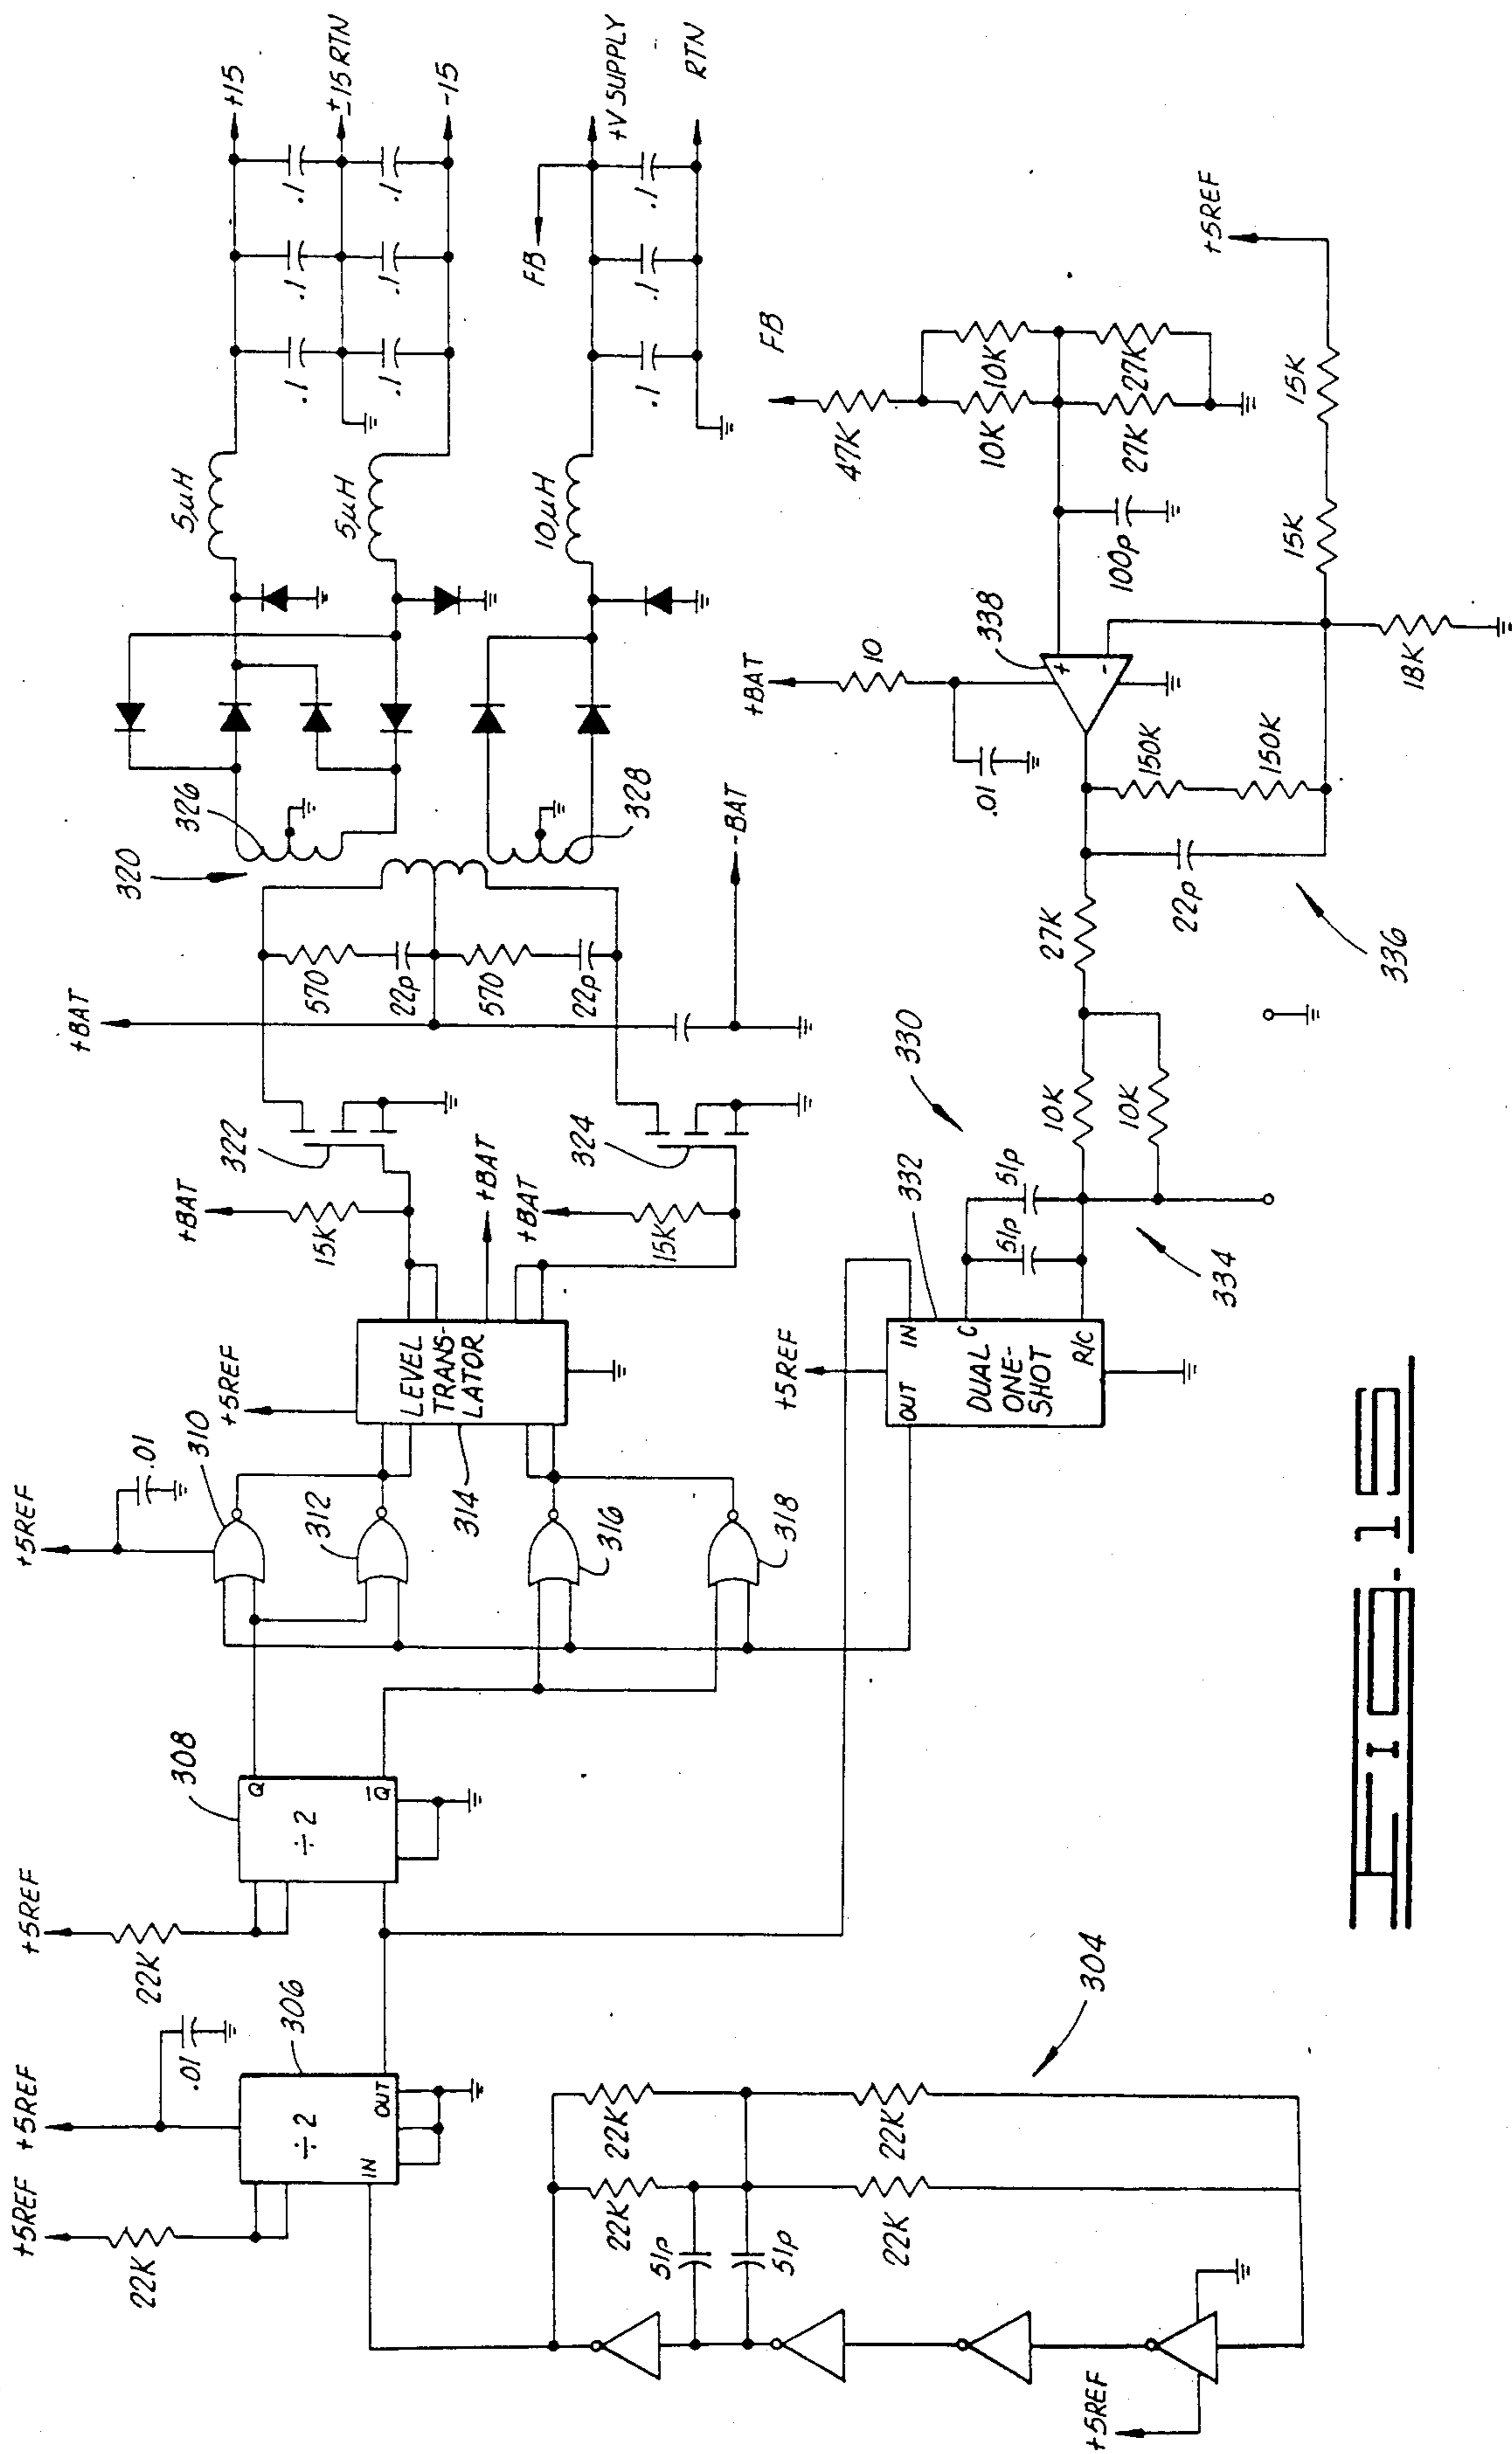 +15
±15 RTN
-15
+V SUPPLY
RTN
FB
.1
.1
.1
.1
.1
.1
.1
.1
.1
5µH
5µH
10µH
326
320
328
-BAT
+BAT
570
22p
570
22p
322
324
+BAT
15K
+BAT
+BAT
15K
+5REF
LEVEL
TRANS-
LATOR
314
+5REF
.01
310
312
316
318
308
Q
Q̅
÷2
+5REF
22K
306
÷2
IN
OUT
+5REF
.01
+5REF
22K
304
22K
22K
22K
22K
51p
51p
+5REF
+5REF
332
OUT
IN
DUAL
ONE-
SHOT
C
R/C
330
51p
51p
334
10K
10K
27K
22p
336
150K
150K
338
+
-
+BAT
10
.01
100p
FB
47K
10K
10K
27K
27K
15K
15K
18K
+5REF
FIG. 15